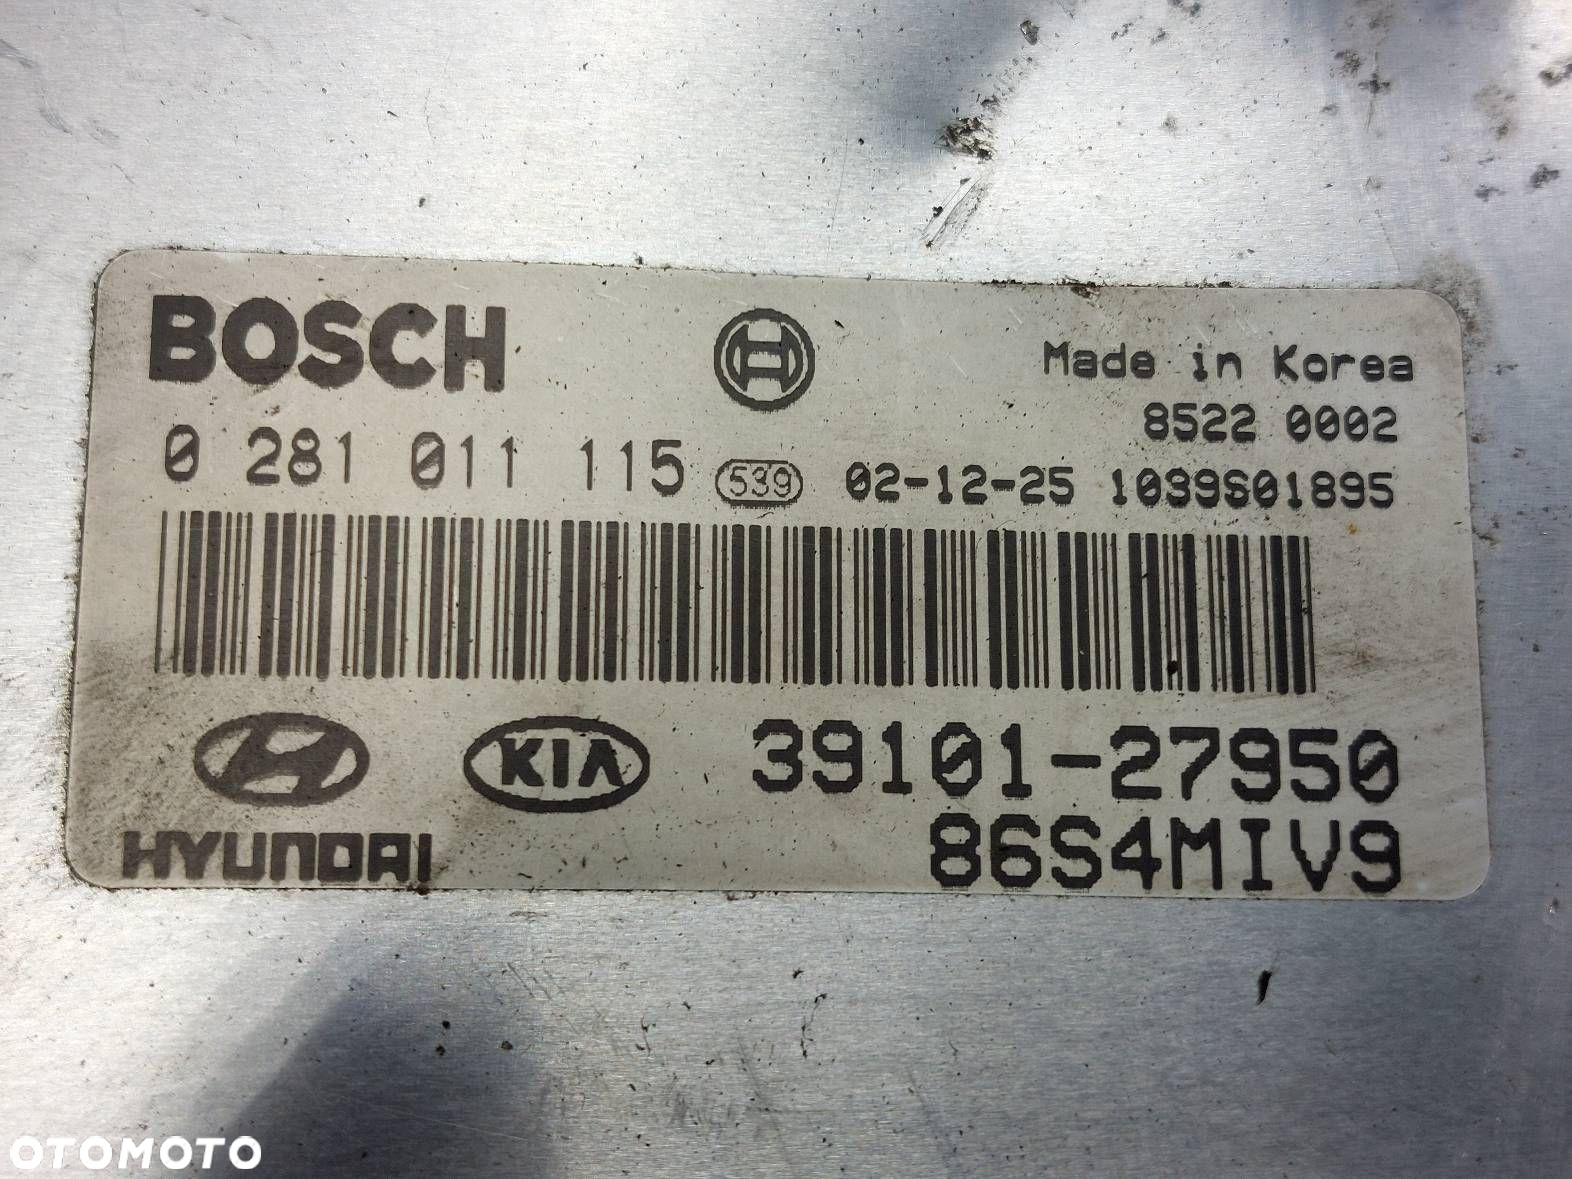 BOSCH
Made in Korea
8522 0002
0 281 011 115 539 02-12-25 1039S01895
KIA 39101-27950
HYUNDAI 86S4MIV9
OTOMOTO